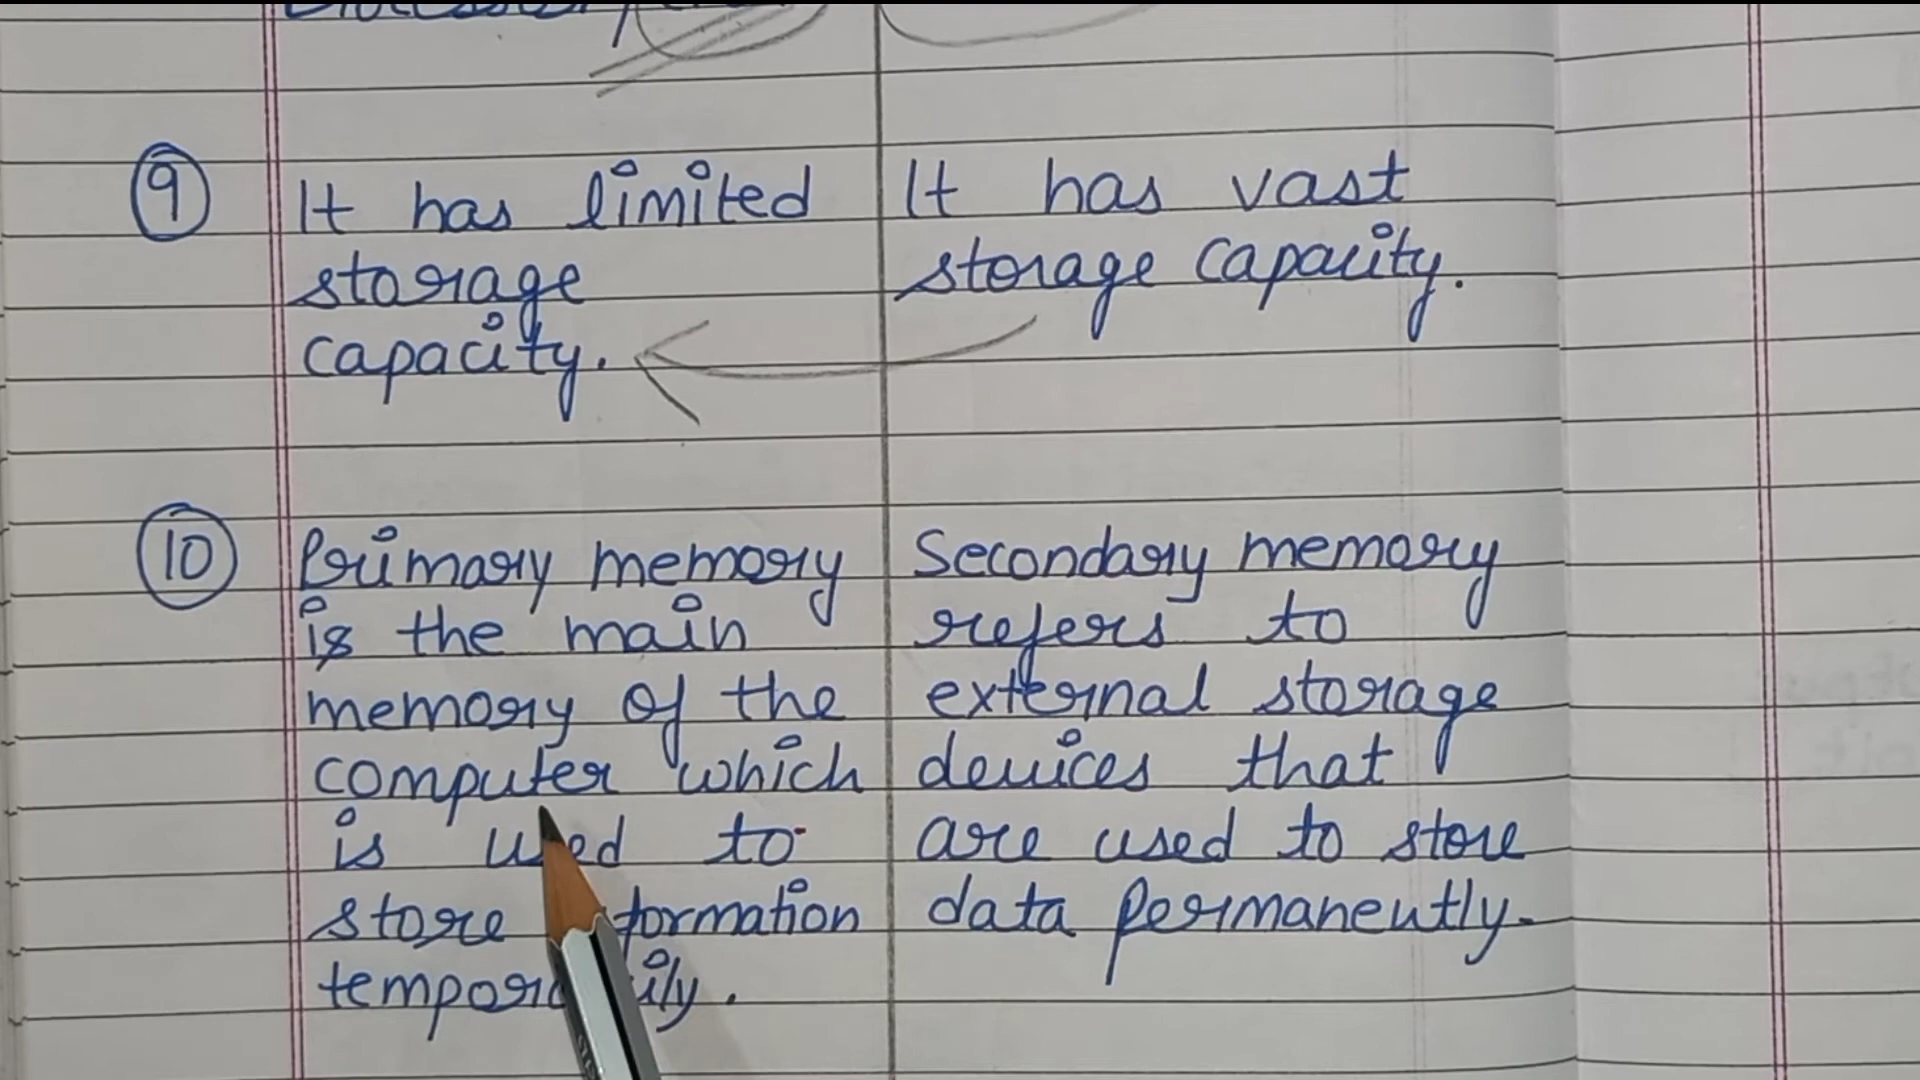 9 It has limited
storage
capacity.
It has vast
storage capacity.
10 Primary memory
is the main
memory of the
computer which
is used to
store
temporarily.
Secondary memory
refers to
external storage
devices that
are used to store
data permanently.